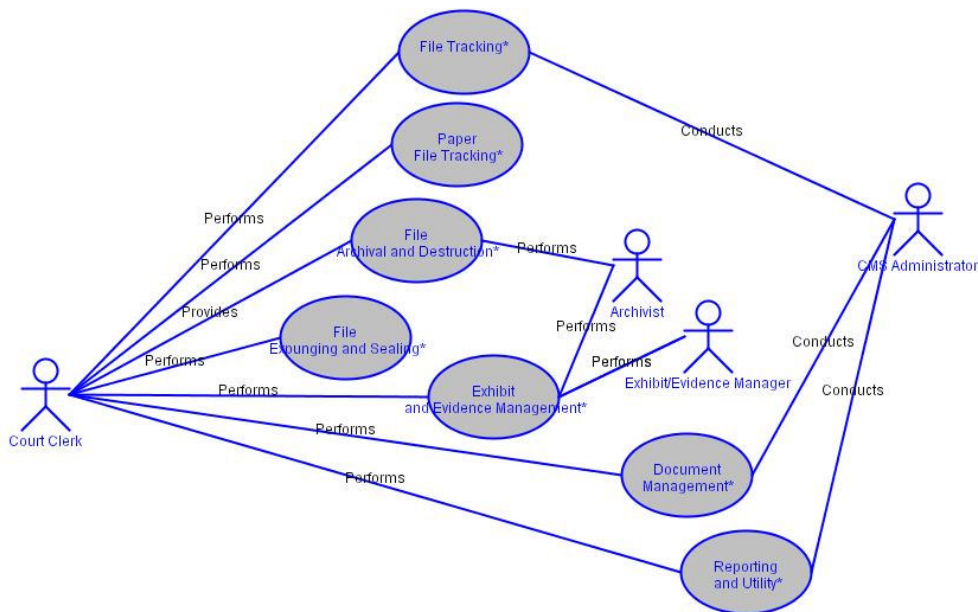 File Tracking*
Conducts
Paper
File Tracking*
Performs
File
Archival and Destruction*
Performs
CMS Administrator
Performs
Archivist
Provides
File
Expunging and Sealing*
Performs
Conducts
Performs
Performs
Exhibit/Evidence Manager
Performs
Exhibit
and Evidence Management*
Conducts
Court Clerk
Performs
Document
Management*
Performs
Reporting
and Utility*